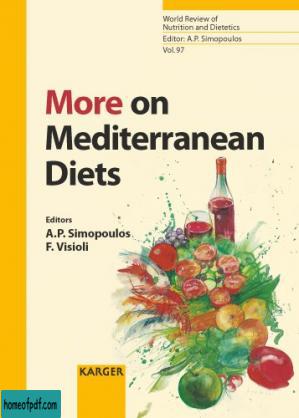 World Review of
Nutrition and Dietetics
Editor: A.P. Simopoulos
Vol. 97
More on
Mediterranean
Diets
Editors
A.P. Simopoulos
F. Visioli
KARGER
homeofpdf.com